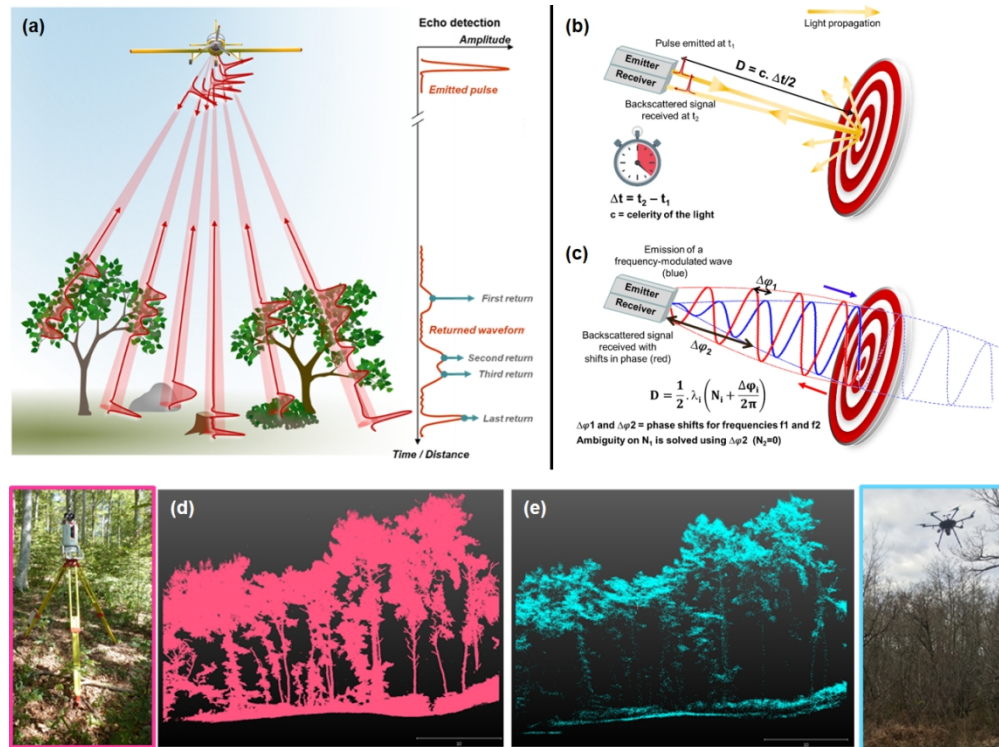 (a)
Echo detection
Amplitude
Emitted pulse
First return
Returned waveform
Second return
Third return
Last return
Time / Distance
(b)
Light propagation
Pulse emitted at t1
Emitter
Receiver
D = c. Δt/2
Backscattered signal
received at t2
Δt = t2 – t1
c = celerity of the light
(c)
Emission of a
frequency-modulated wave
(blue)
Δφ1
Emitter
Receiver
Backscattered signal
received with
shifts in phase (red)
Δφ2
D = 1/2 . λi (Ni + Δφi/2π)
Δφ1 and Δφ2 = phase shifts for frequencies f1 and f2
Ambiguity on N1 is solved using Δφ2 (N2=0)
(d)
(e)